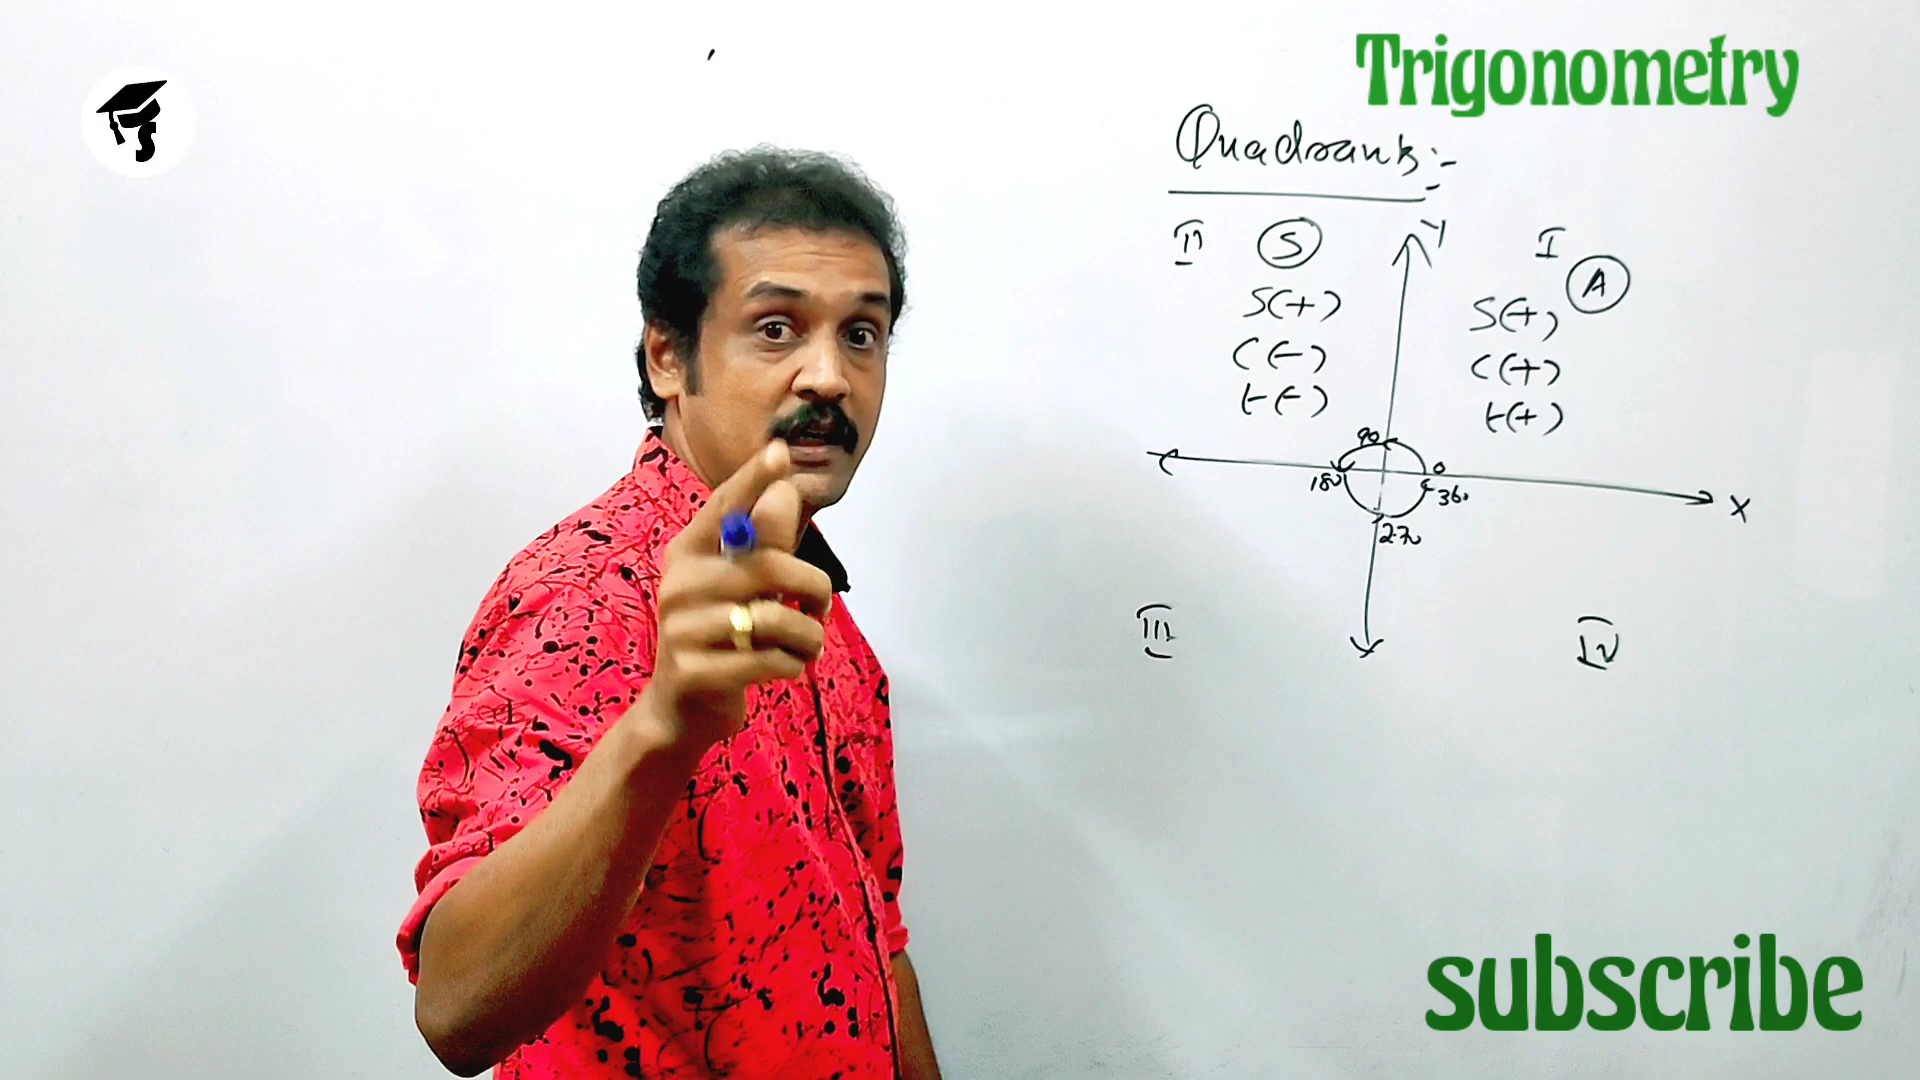 Trigonometry
Quadrants:-
II S Y I A
S(+) S(+)
C(-) C(+)
t(-) t(+)
90 0
180 360 X
270
III IV
subscribe